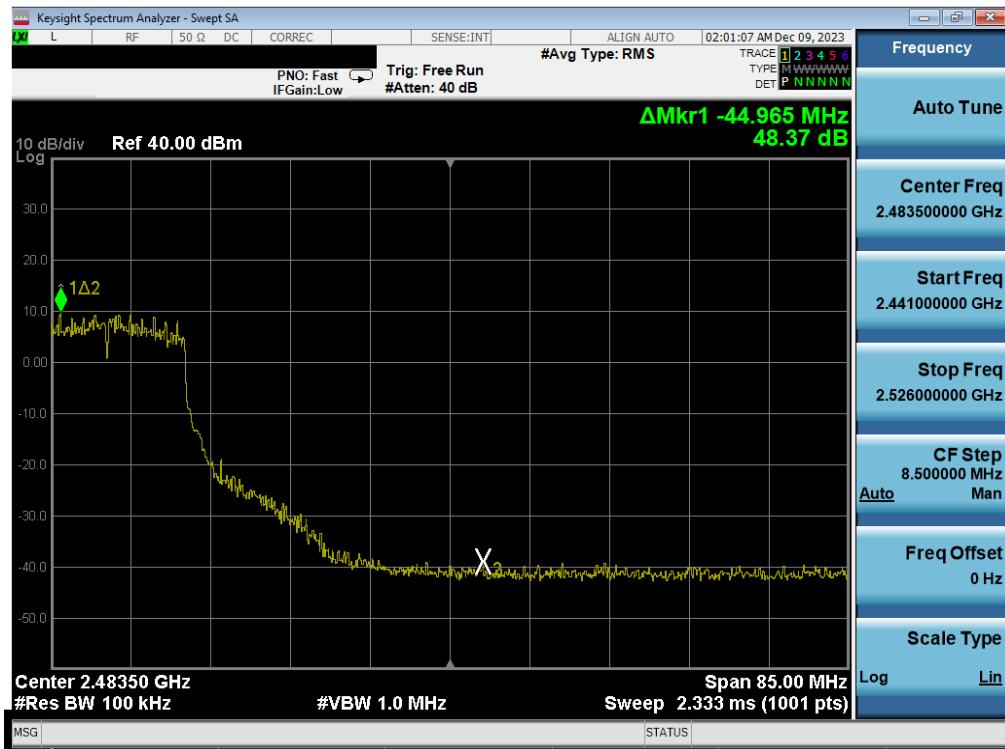 Keysight Spectrum Analyzer - Swept SA
LXI L RF 50 Ω DC CORREC SENSE:INT ALIGN AUTO 02:01:07 AM Dec 09, 2023
#Avg Type: RMS
TRACE 1 2 3 4 5 6
TYPE M W W W W W
DET P N N N N N
PNO: Fast
IFGain:Low
Trig: Free Run
#Atten: 40 dB
ΔMkr1 -44.965 MHz
48.37 dB
10 dB/div
Log
Ref 40.00 dBm
30.0
20.0
10.0
0.00
-10.0
-20.0
-30.0
-40.0
-50.0
1Δ2
X2
Center 2.48350 GHz
Span 85.00 MHz
#Res BW 100 kHz
#VBW 1.0 MHz
Sweep 2.333 ms (1001 pts)
MSG
STATUS
Frequency
Auto Tune
Center Freq
2.483500000 GHz
Start Freq
2.441000000 GHz
Stop Freq
2.526000000 GHz
CF Step
8.500000 MHz
Auto Man
Freq Offset
0 Hz
Scale Type
Log Lin